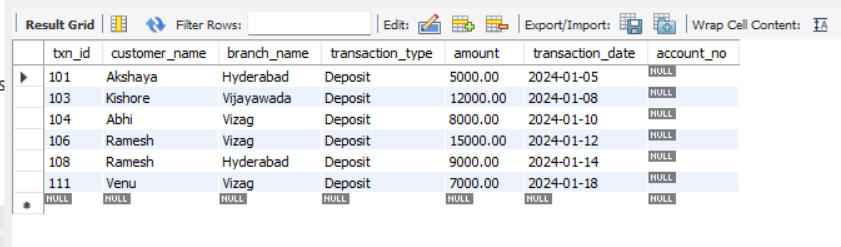 Result Grid Filter Rows: Edit: Export/Import: Wrap Cell Content: IA
txn_id customer_name branch_name transaction_type amount transaction_date account_no
101 Akshaya Hyderabad Deposit 5000.00 2024-01-05 NULL
103 Kishore Vijayawada Deposit 12000.00 2024-01-08 NULL
104 Abhi Vizag Deposit 8000.00 2024-01-10 NULL
106 Ramesh Vizag Deposit 15000.00 2024-01-12 NULL
108 Ramesh Hyderabad Deposit 9000.00 2024-01-14 NULL
111 Venu Vizag Deposit 7000.00 2024-01-18 NULL
NULL NULL NULL NULL NULL NULL NULL